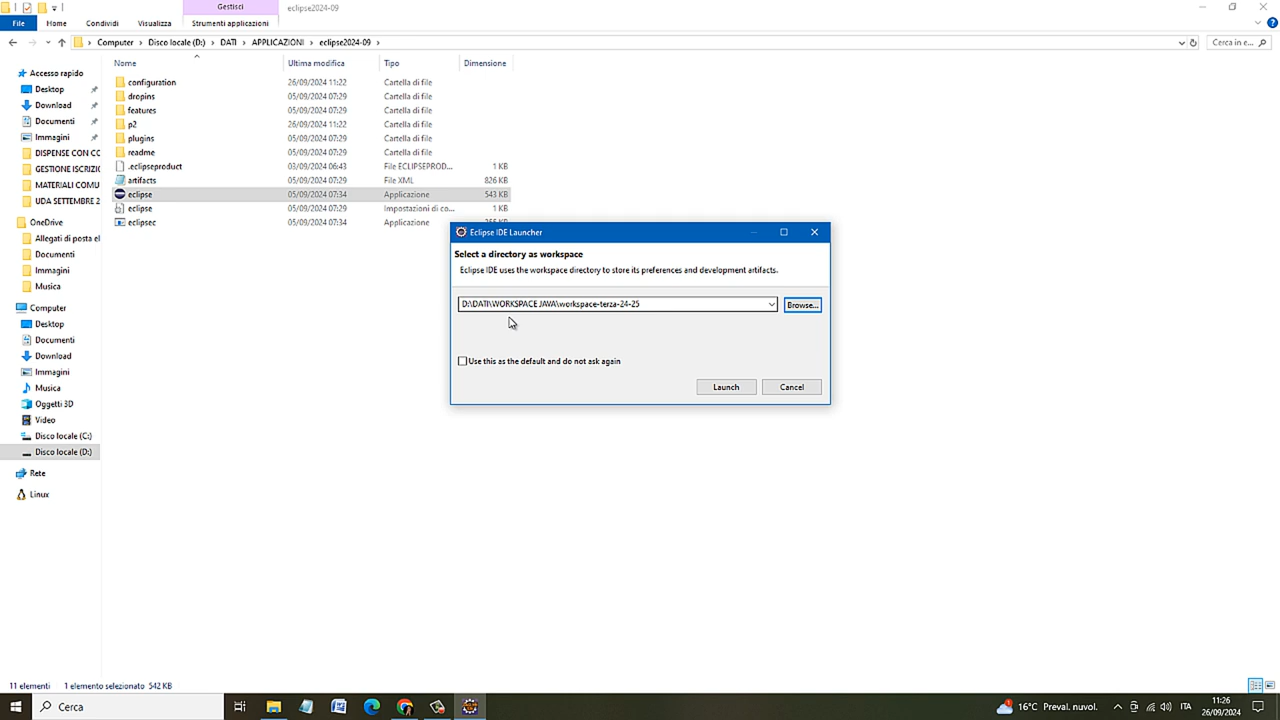 Gestisci
eclipse2024-09
File
Home
Condividi
Visualizza
Strumenti applicazioni
Computer
Disco locale (D:)
DATI
APPLICAZIONI
eclipse2024-09
Cerca in e...
Nome
Ultima modifica
Tipo
Dimensione
Accesso rapido
Desktop
Download
Documenti
Immagini
DISPENSE CON CC
GESTIONE ISCRIZI
MATERIALI COMU
UDA SETTEMBRE 2
OneDrive
Allegati di posta el
Documenti
Immagini
Musica
Computer
Desktop
Documenti
Download
Immagini
Musica
Oggetti 3D
Video
Disco locale (C:)
Disco locale (D:)
Rete
Linux
configuration 26/09/2024 11:22 Cartella di file
dropins 05/09/2024 07:29 Cartella di file
features 05/09/2024 07:29 Cartella di file
p2 26/09/2024 11:22 Cartella di file
plugins 05/09/2024 07:29 Cartella di file
readme 05/09/2024 07:29 Cartella di file
.eclipseproduct 03/09/2024 06:43 File ECLIPSEPROD... 1 KB
artifacts 05/09/2024 07:29 File XML 826 KB
eclipse 05/09/2024 07:34 Applicazione 543 KB
eclipse 05/09/2024 07:29 Impostazioni di co... 1 KB
eclipsec 05/09/2024 07:34 Applicazione
Eclipse IDE Launcher
Select a directory as workspace
Eclipse IDE uses the workspace directory to store its preferences and development artifacts.
D:\DATI\WORKSPACE JAVA\workspace-terza-24-25
Browse...
Use this as the default and do not ask again
Launch
Cancel
11 elementi
1 elemento selezionato 542 KB
Cerca
16°C Preval. nuvol.
ITA
11:26
26/09/2024